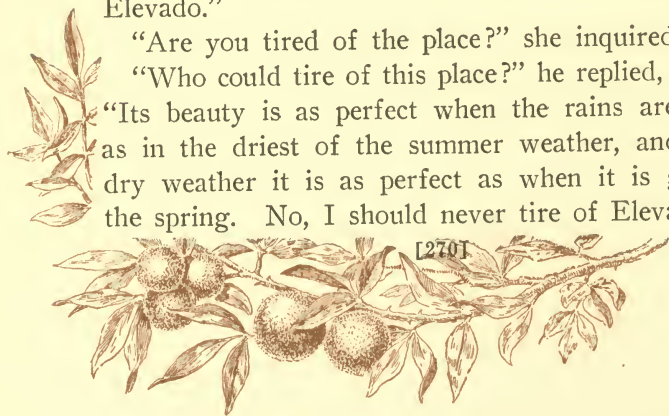 Elevado.”
“Are you tired of the place?” she inquired
“Who could tire of this place?” he replied,
“Its beauty is as perfect when the rains are
as in the driest of the summer weather, and
dry weather it is as perfect as when it is
the spring. No, I should never tire of Eleva
[270]